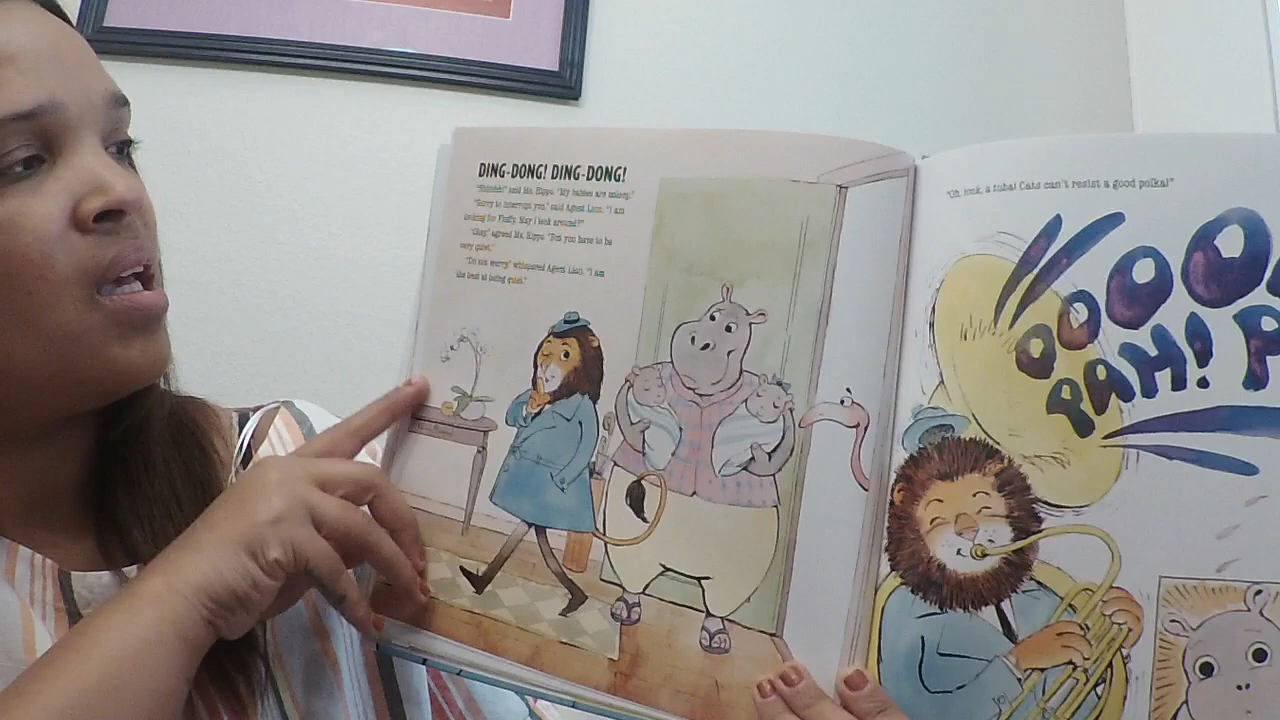 DING-DONG! DING-DONG!
"Shhhhh!" said Ms. Hippo. "My babies are asleep."
"Sorry to interrupt you," said Agent Lion. "I am
looking for Fluffy. May I look around?"
"Okay," agreed Ms. Hippo. "But you have to be
very quiet."
"Do not worry," whispered Agent Lion. "I am
the best at being quiet."
"Oh, look, a tuba! Cats can't resist a good polka!"
OOOO
PAH! P